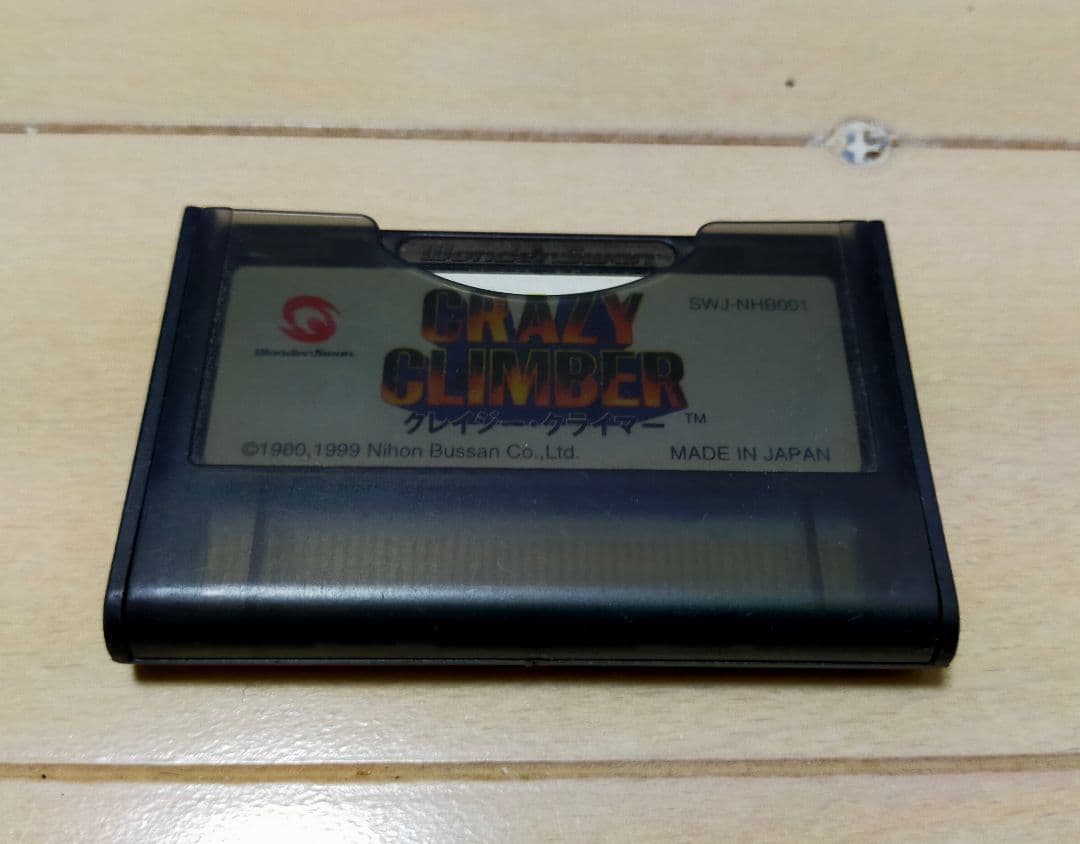 WonderSwan
CRAZY
CLIMBER
クレイジー・クライマー ™
WonderSwan
SWJ-NHB001
©1980,1999 Nihon Bussan Co.,Ltd.
MADE IN JAPAN